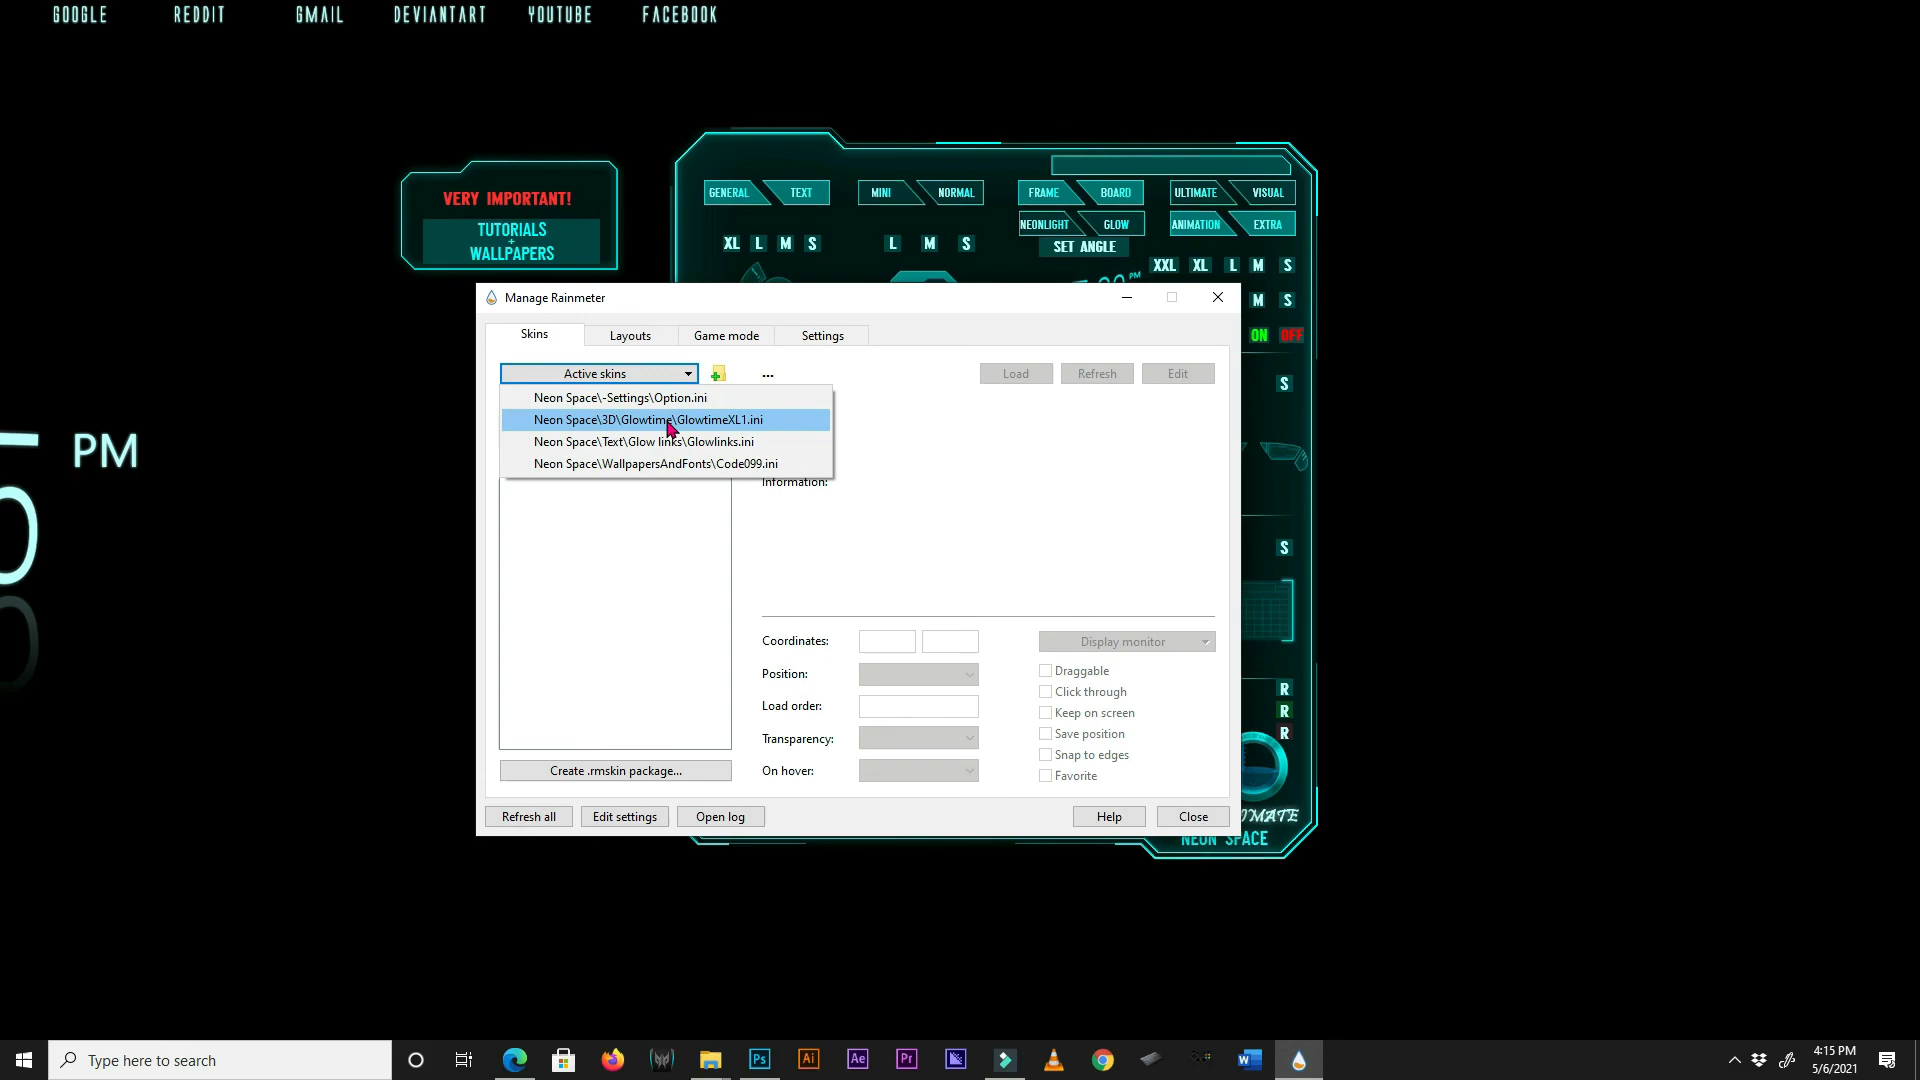 GOOGLE REDDIT GMAIL DEVIANTART YOUTUBE FACEBOOK
VERY IMPORTANT!
TUTORIALS
+
WALLPAPERS
GENERAL TEXT MINI NORMAL FRAME BOARD ULTIMATE VISUAL
NEONLIGHT GLOW ANIMATION EXTRA
XL L M S L M S SET ANGLE
XXL XL L M S
PM
M S
ON OFF
S
S
R
R
R
NEON SPACE
PM
Manage Rainmeter
Skins Layouts Game mode Settings
Active skins ... Load Refresh Edit
Neon Space\-Settings\Option.ini
Neon Space\3D\Glowtime\GlowtimeXL1.ini
Neon Space\Text\Glow links\Glowlinks.ini
Neon Space\WallpapersAndFonts\Code099.ini
Information:
Coordinates: Display monitor
Position: Draggable
Click through
Load order: Keep on screen
Transparency: Save position
Snap to edges
On hover: Favorite
Create .rmskin package...
Refresh all Edit settings Open log Help Close
Type here to search
Ps Ai Ae Pr
4:15 PM
5/6/2021